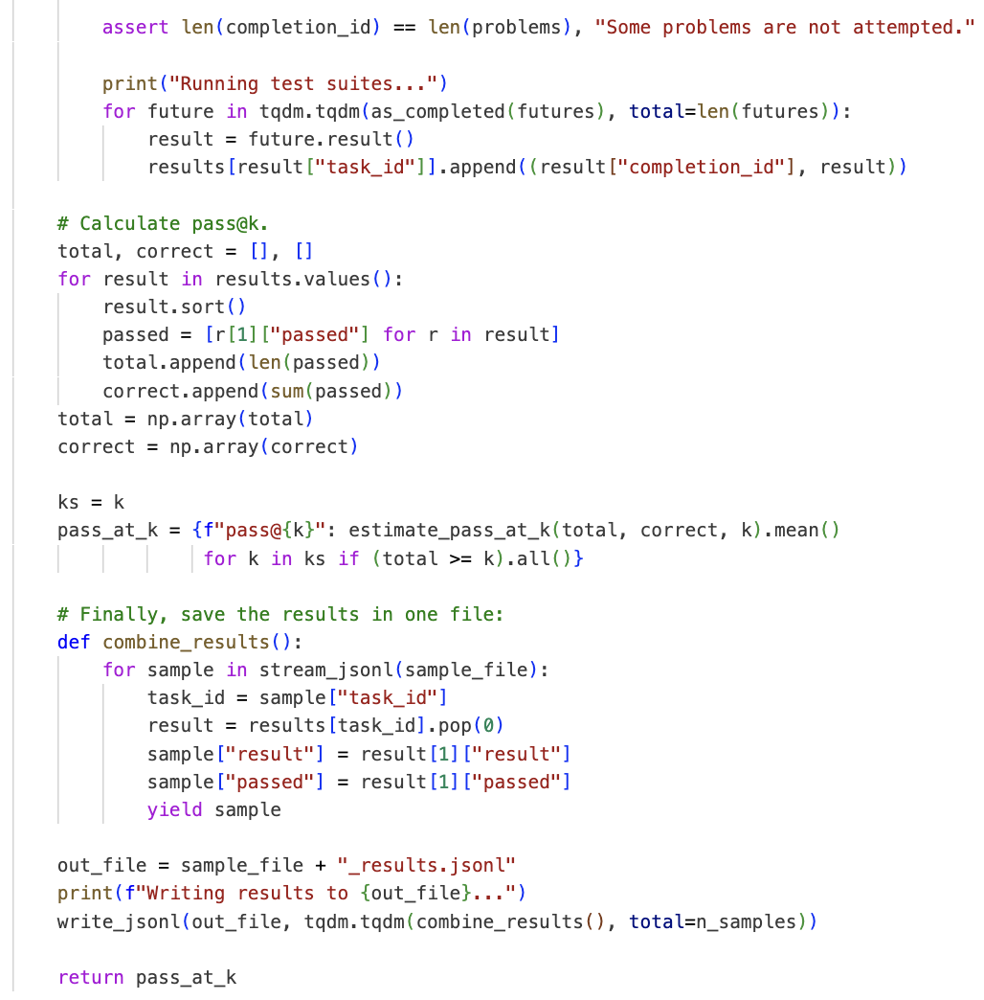 assert len(completion_id) == len(problems), "Some problems are not attempted."
print("Running test suites...")
for future in tqdm.tqdm(as_completed(futures), total=len(futures)):
result = future.result()
results[result["task_id"]].append((result["completion_id"], result))
# Calculate pass@k.
total, correct = [], []
for result in results.values():
result.sort()
passed = [r[1]["passed"] for r in result]
total.append(len(passed))
correct.append(sum(passed))
total = np.array(total)
correct = np.array(correct)
ks = k
pass_at_k = {f"pass@{k}": estimate_pass_at_k(total, correct, k).mean()
for k in ks if (total >= k).all()}
# Finally, save the results in one file:
def combine_results():
for sample in stream_jsonl(sample_file):
task_id = sample["task_id"]
result = results[task_id].pop(0)
sample["result"] = result[1]["result"]
sample["passed"] = result[1]["passed"]
yield sample
out_file = sample_file + "_results.jsonl"
print(f"Writing results to {out_file}...")
write_jsonl(out_file, tqdm.tqdm(combine_results(), total=n_samples))
return pass_at_k